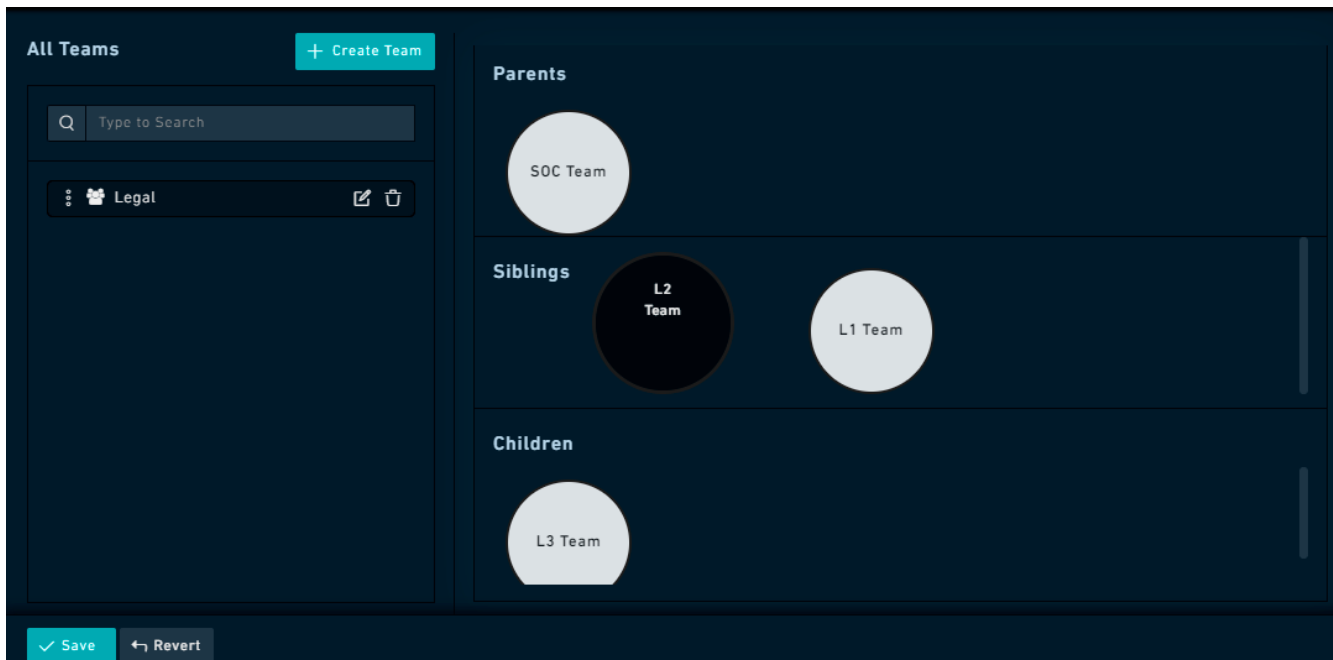 All Teams
+ Create Team
Type to Search
Legal
Parents
SOC Team
Siblings
L2
Team
L1 Team
Children
L3 Team
Save
Revert